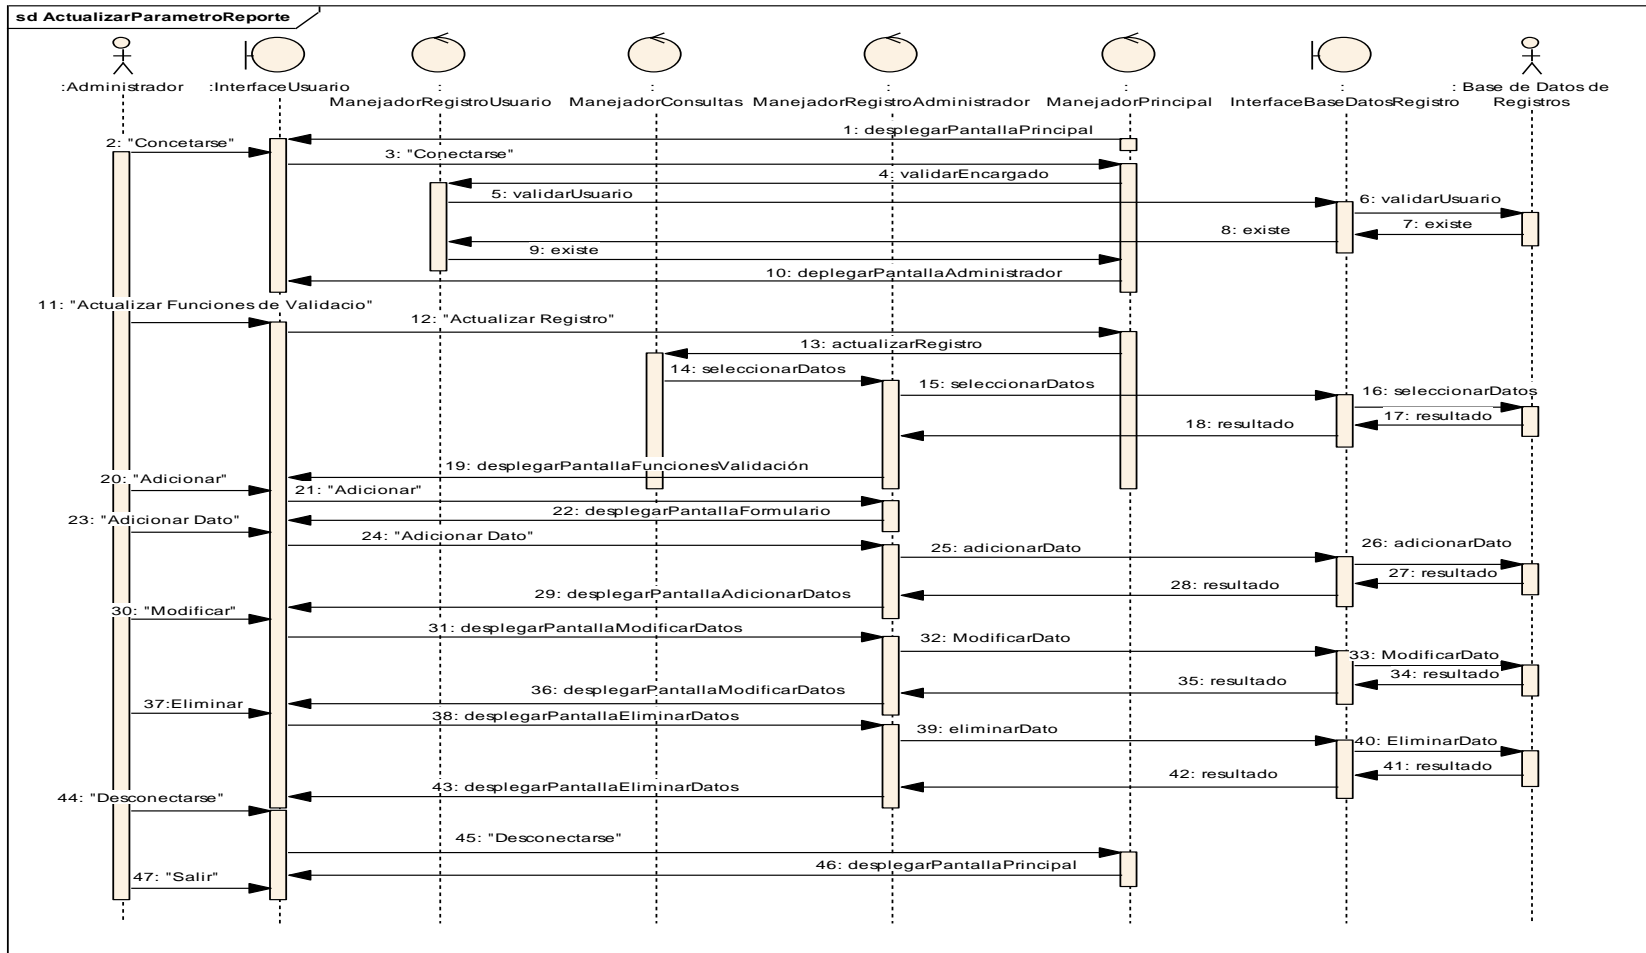 sd ActualizarParametroReporte
:Administrador
:InterfaceUsuario
:
ManejadorRegistroUsuario
:
ManejadorConsultas
:
ManejadorRegistroAdministrador
:
ManejadorPrincipal
:
InterfaceBaseDatosRegistro
: Base de Datos de
Registros
1: desplegarPantallaPrincipal
2: "Concetarse"
3: "Conectarse"
4: validarEncargado
5: validarUsuario
6: validarUsuario
7: existe
8: existe
9: existe
10: deplegarPantallaAdministrador
11: "Actualizar Funciones de Validacio"
12: "Actualizar Registro"
13: actualizarRegistro
14: seleccionarDatos
15: seleccionarDatos
16: seleccionarDatos
17: resultado
18: resultado
19: desplegarPantallaFuncionesValidación
20: "Adicionar"
21: "Adicionar"
22: desplegarPantallaFormulario
23: "Adicionar Dato"
24: "Adicionar Dato"
25: adicionarDato
26: adicionarDato
27: resultado
28: resultado
29: desplegarPantallaAdicionarDatos
30: "Modificar"
31: desplegarPantallaModificarDatos
32: ModificarDato
33: ModificarDato
34: resultado
35: resultado
36: desplegarPantallaModificarDatos
37:Eliminar
38: desplegarPantallaEliminarDatos
39: eliminarDato
40: EliminarDato
41: resultado
42: resultado
43: desplegarPantallaEliminarDatos
44: "Desconectarse"
45: "Desconectarse"
46: desplegarPantallaPrincipal
47: "Salir"